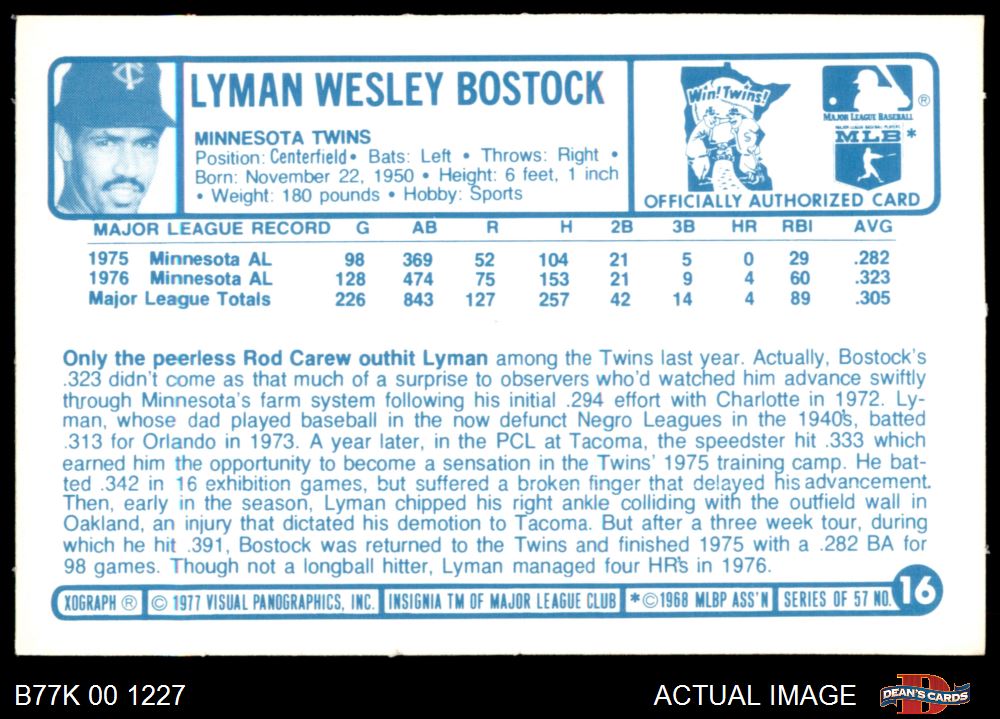 LYMAN WESLEY BOSTOCK
MINNESOTA TWINS
Position: Centerfield • Bats: Left • Throws: Right •
Born: November 22, 1950 • Height: 6 feet, 1 inch
• Weight: 180 pounds • Hobby: Sports
TC
Win! Twins!
®
MAJOR LEAGUE BASEBALL
MAJOR LEAGUE BASEBALL PLAYERS
MLB *
OFFICIALLY AUTHORIZED CARD
MAJOR LEAGUE RECORD G AB R H 2B 3B HR RBI AVG
1975 Minnesota AL 98 369 52 104 21 5 0 29 .282
1976 Minnesota AL 128 474 75 153 21 9 4 60 .323
Major League Totals 226 843 127 257 42 14 4 89 .305
Only the peerless Rod Carew outhit Lyman among the Twins last year. Actually, Bostock's
.323 didn't come as that much of a surprise to observers who'd watched him advance swiftly
through Minnesota's farm system following his initial .294 effort with Charlotte in 1972. Ly-
man, whose dad played baseball in the now defunct Negro Leagues in the 1940's, batted
.313 for Orlando in 1973. A year later, in the PCL at Tacoma, the speedster hit .333 which
earned him the opportunity to become a sensation in the Twins' 1975 training camp. He bat-
ted .342 in 16 exhibition games, but suffered a broken finger that delayed his advancement.
Then, early in the season, Lyman chipped his right ankle colliding with the outfield wall in
Oakland, an injury that dictated his demotion to Tacoma. But after a three week tour, during
which he hit .391, Bostock was returned to the Twins and finished 1975 with a .282 BA for
98 games. Though not a longball hitter, Lyman managed four HR's in 1976.
XOGRAPH ® © 1977 VISUAL PANOGRAPHICS, INC. INSIGNIA TM OF MAJOR LEAGUE CLUB *©1968 MLBP ASS'N SERIES OF 57 NO. 16
B77K 00 1227 ACTUAL IMAGE DEAN'S CARDS